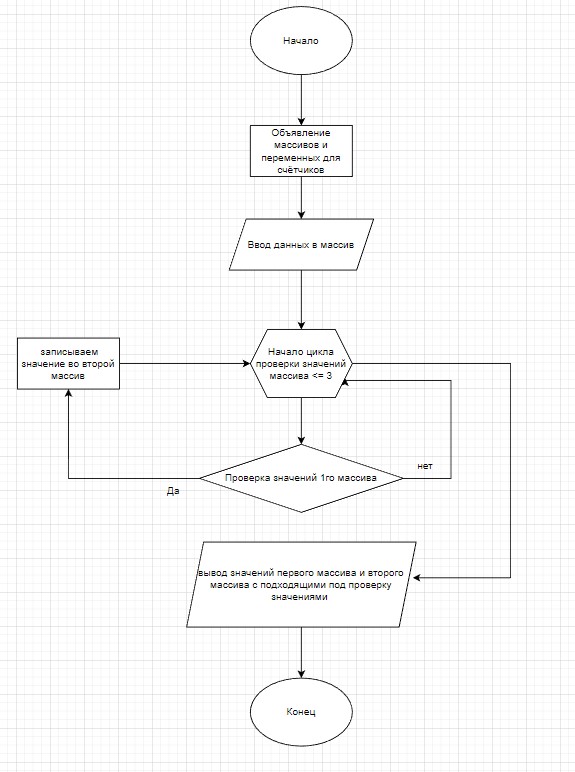 Начало
Объявление
массивов и
переменных для
счётчиков
Ввод данных в массив
Начало цикла
проверки значений
массива <= 3
записываем
значение во второй
массив
Проверка значений 1го массива
нет
Да
вывод значений первого массива и второго
массива с подходящими под проверку
значениями
Конец